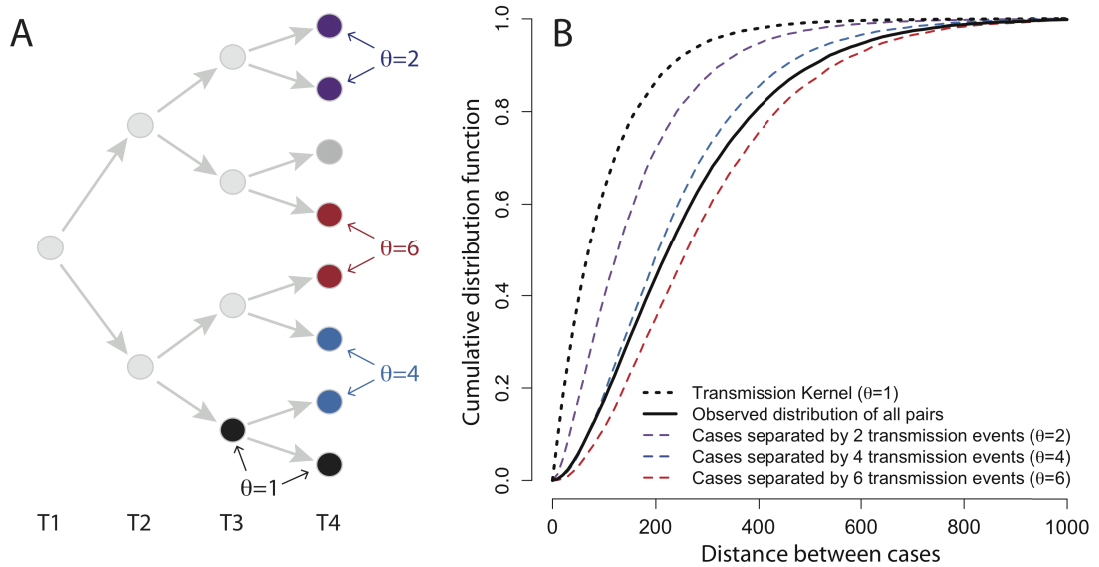 A
θ=2
θ=6
θ=4
θ=1
T1 T2 T3 T4
B
Cumulative distribution function
1.0
0.8
0.6
0.4
0.2
0.0
Transmission Kernel (θ=1)
Observed distribution of all pairs
Cases separated by 2 transmission events (θ=2)
Cases separated by 4 transmission events (θ=4)
Cases separated by 6 transmission events (θ=6)
0 200 400 600 800 1000
Distance between cases